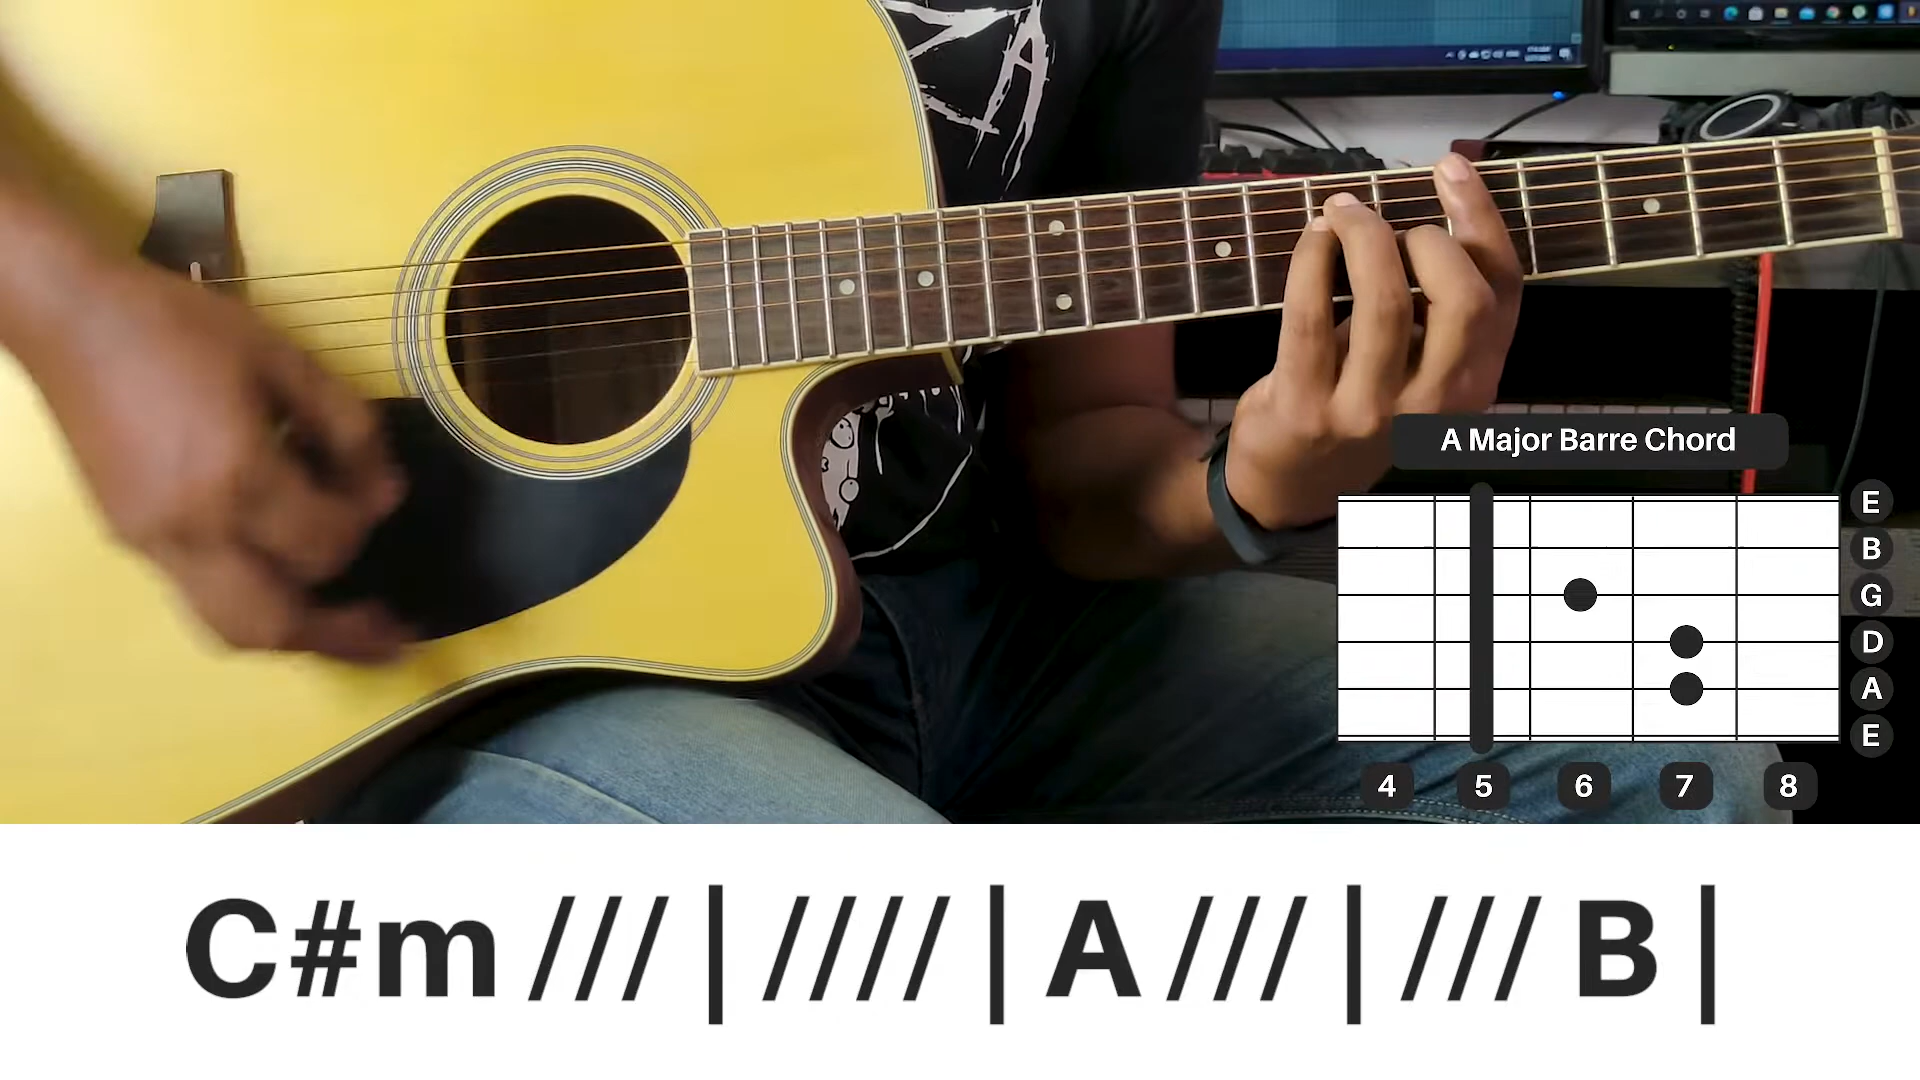 A Major Barre Chord
E
B
G
D
A
E
4 5 6 7 8
C#m /// | //// | A /// | /// B |